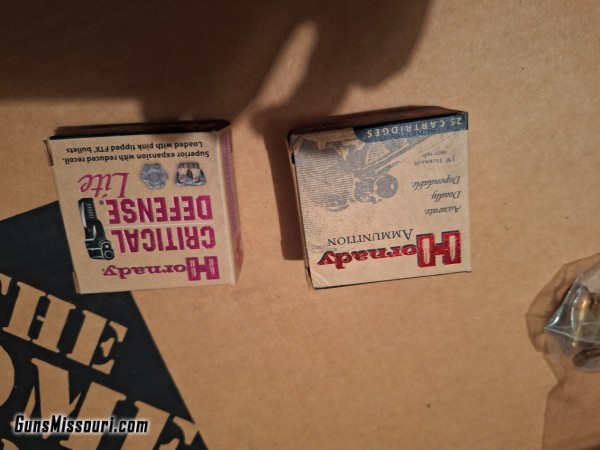 Hornady
CRITICAL
DEFENSE®
Lite
Superior expansion with reduced recoil.
Loaded with pink tipped FTX® bullets
Hornady
AMMUNITION
Accurate.
Deadly
Dependable.
25 CARTRIDGES
THE
GunsMissouri.com